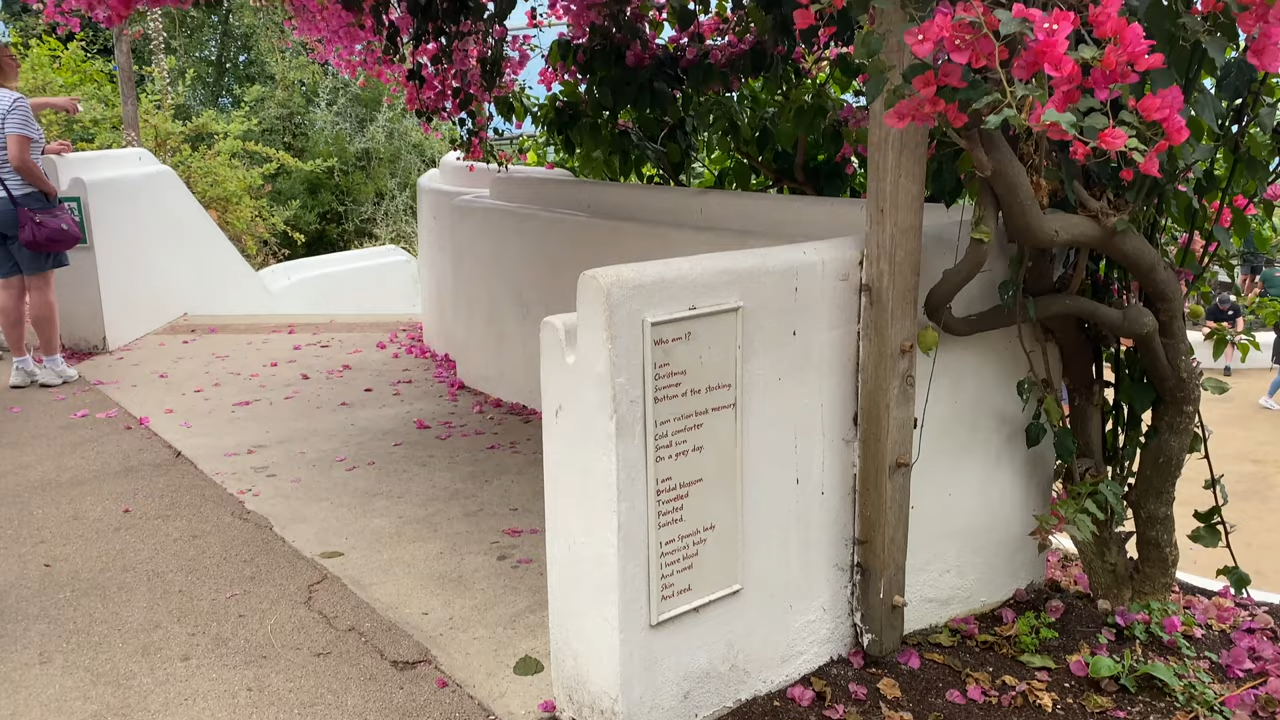 Who am I?
I am
Christmas
Summer
Bottom of the stocking.
I am ration book memory
Cold comforter
Small sun
On a grey day.
I am
Bridal blossom
Travelled
Painted
Sainted.
I am Spanish lady
America's baby
I have blood
And navel
Skin
And seed.